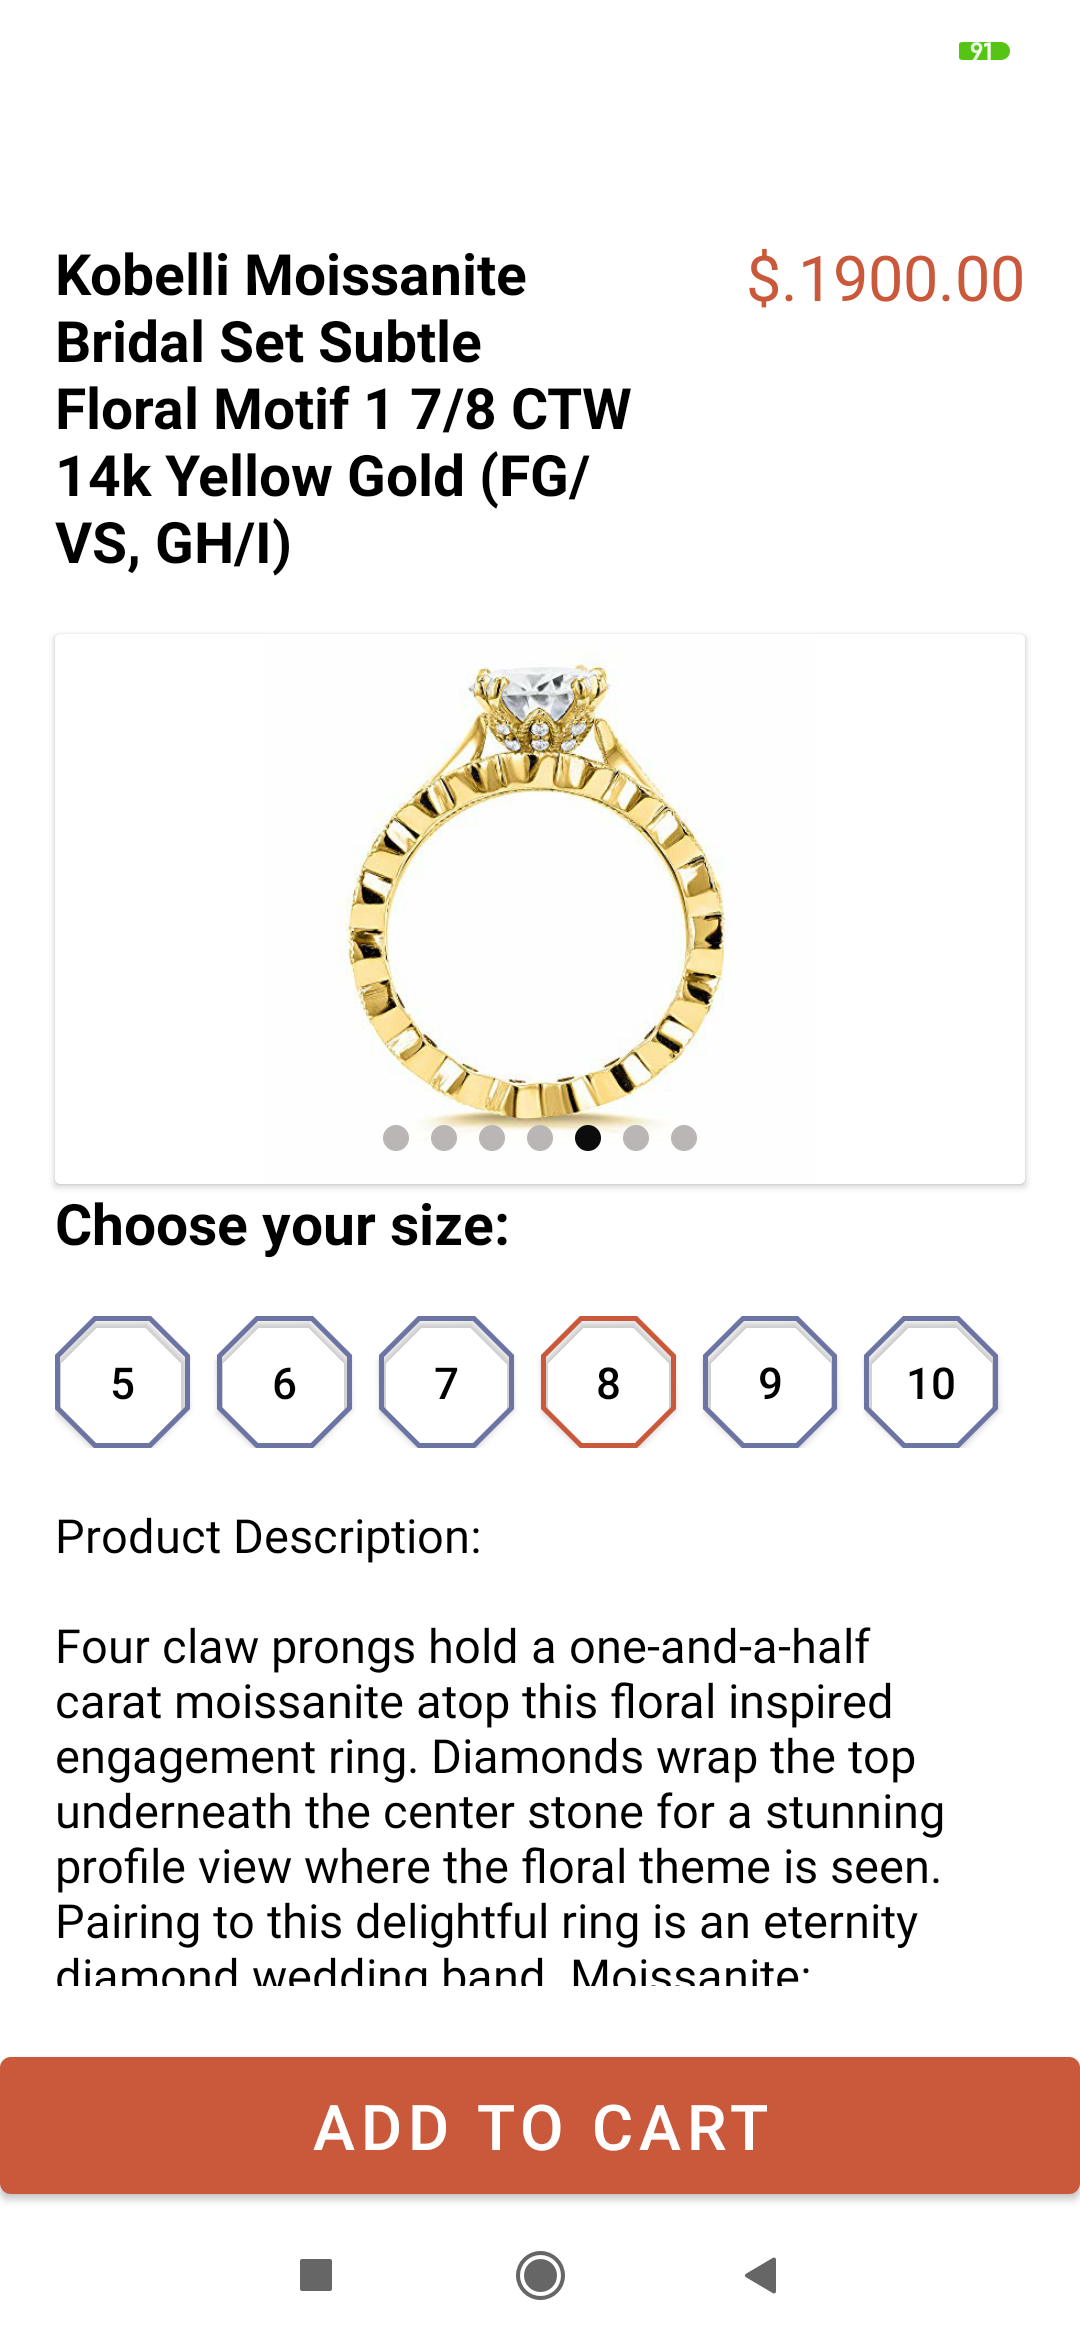 91
Kobelli Moissanite
Bridal Set Subtle
Floral Motif 1 7/8 CTW
14k Yellow Gold (FG/
VS, GH/I)
$.1900.00
Choose your size:
5 6 7 8 9 10
Product Description:
Four claw prongs hold a one-and-a-half
carat moissanite atop this floral inspired
engagement ring. Diamonds wrap the top
underneath the center stone for a stunning
profile view where the floral theme is seen.
Pairing to this delightful ring is an eternity
diamond wedding band. Moissanite:
ADD TO CART